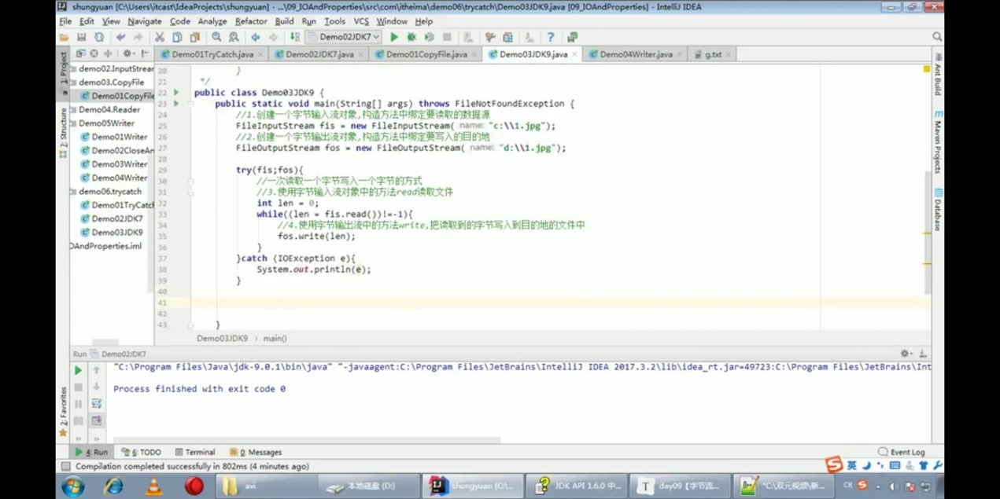 shungyuan [C:\Users\itcast\IdeaProjects\shungyuan] - ...\09_IOAndProperties\src\com\itheima\demo06\trycatch\Demo03JDK9.java [09_IOAndProperties] - IntelliJ IDEA
File Edit View Navigate Code Analyze Refactor Build Run Tools VCS Window Help
Demo02JDK7
Demo01TryCatch.java Demo02JDK7.java Demo01CopyFile.java Demo03JDK9.java Demo04Writer.java g.txt
1: Project
7: Structure
2: Favorites
demo02.InputStrear
demo03.CopyFile
Demo01CopyFile
Demo04.Reader
Demo05Writer
Demo01Writer
Demo02CloseAn
Demo03Writer
Demo04Writer
demo06.trycatch
Demo01TryCatch
Demo02JDK7
Demo03JDK9
IOAndProperties.iml
20 }
21 */
22 public class Demo03JDK9 {
23 public static void main(String[] args) throws FileNotFoundException {
24 //1.创建一个字节输入流对象,构造方法中绑定要读取的数据源
25 FileInputStream fis = new FileInputStream( name: "c:\\1.jpg");
26 //2.创建一个字节输出流对象,构造方法中绑定要写入的目的地
27 FileOutputStream fos = new FileOutputStream( name: "d:\\1.jpg");
28
29 try(fis;fos){
30 //一次读取一个字节写入一个字节的方式
31 //3.使用字节输入流对象中的方法read读取文件
32 int len = 0;
33 while((len = fis.read())!=-1){
34 //4.使用字节输出流中的方法write,把读取到的字节写入到目的地的文件中
35 fos.write(len);
36 }
37 }catch (IOException e){
38 System.out.println(e);
39 }
40
41
42
43 }
Demo03JDK9 › main()
Ant Build
Maven Projects
Database
Run Demo02JDK7
"C:\Program Files\Java\jdk-9.0.1\bin\java" "-javaagent:C:\Program Files\JetBrains\IntelliJ IDEA 2017.3.2\lib\idea_rt.jar=49723:C:\Program Files\JetBrains\Int
Process finished with exit code 0
4: Run 6: TODO Terminal 0: Messages Event Log
Compilation completed successfully in 802ms (4 minutes ago)
英
avi 本地磁盘 (D:) shungyuan [C:\... JDK API 1.6.0 中... day09【字节流... *C:\双元视频\新... CH